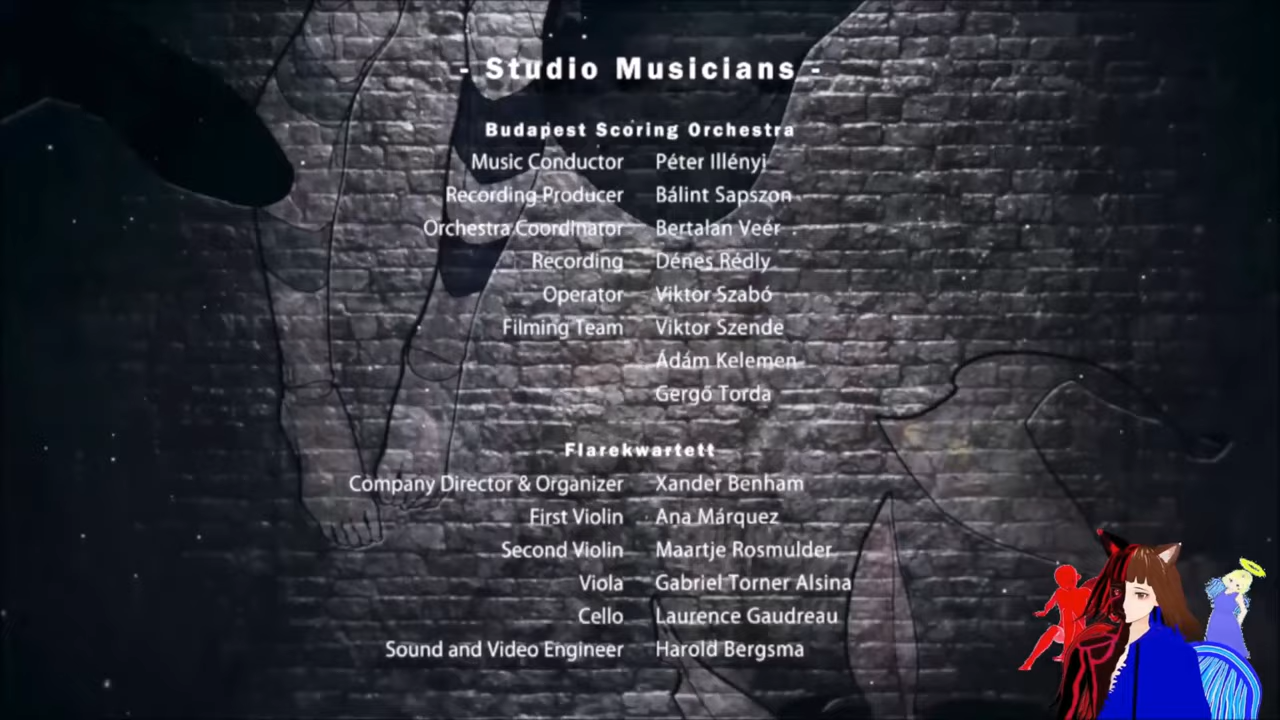 - Studio Musicians -
Budapest Scoring Orchestra
Music Conductor Péter Illényi
Recording Producer Bálint Sapszon
Orchestra Coordinator Bertalan Veér
Recording Dénes Rédly
Operator Viktor Szabó
Filming Team Viktor Szende
Ádám Kelemen
Gergő Torda
Flarekwartett
Company Director & Organizer Xander Benham
First Violin Ana Márquez
Second Violin Maartje Rosmulder
Viola Gabriel Torner Alsina
Cello Laurence Gaudreau
Sound and Video Engineer Harold Bergsma